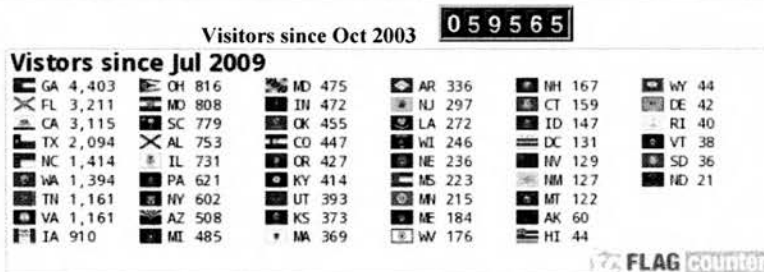 Visitors since Oct 2003 059565
Vistors since Jul 2009
GA 4,403 OH 816 MD 475 AR 336 NH 167 WY 44
FL 3,211 MO 808 IN 472 NJ 297 CT 159 DE 42
CA 3,115 SC 779 OK 455 LA 272 ID 147 RI 40
TX 2,094 AL 753 CO 447 WI 246 DC 131 VT 38
NC 1,414 IL 731 OR 427 NE 236 NV 129 SD 36
WA 1,394 PA 621 KY 414 MS 223 NM 127 ND 21
TN 1,161 NY 602 UT 393 MN 215 MT 122
VA 1,161 AZ 508 KS 373 ME 184 AK 60
IA 910 MI 485 MA 369 WV 176 HI 44
FLAG counter